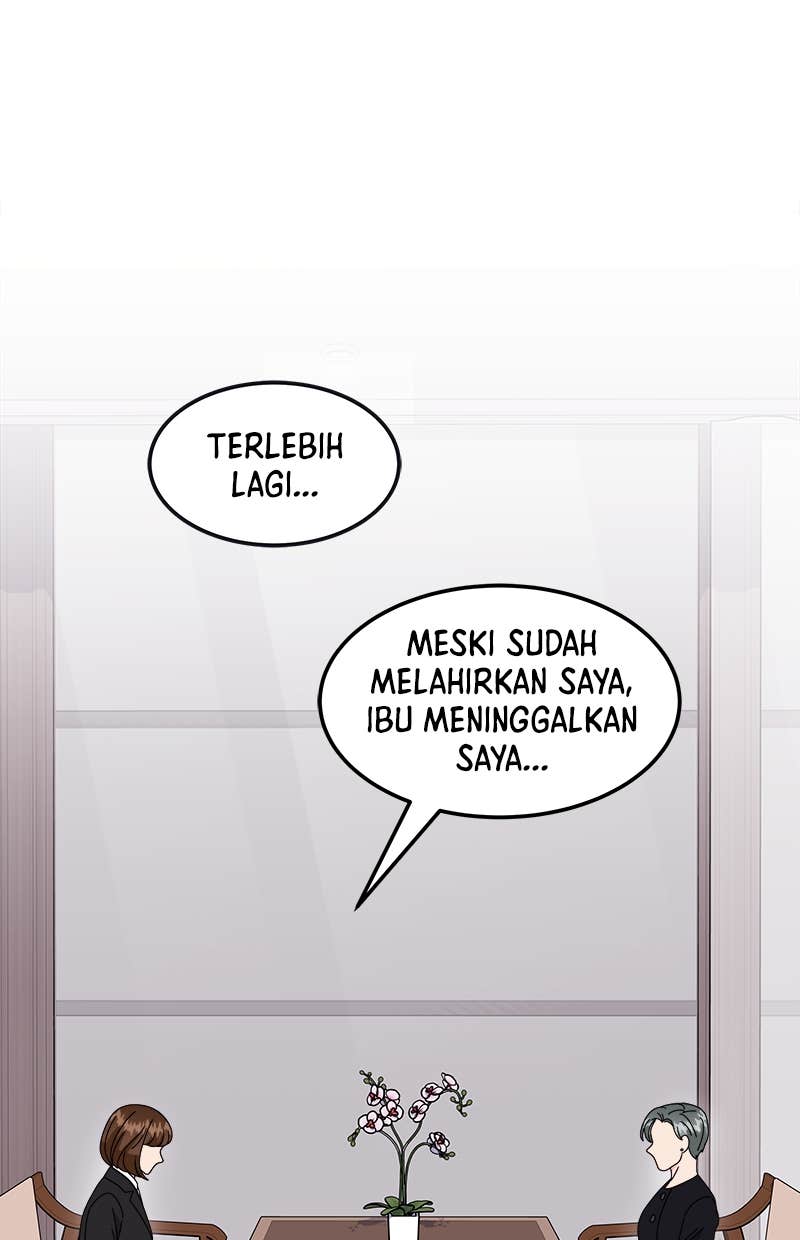 TERLEBIH
LAGI...
MESKI SUDAH
MELAHIRKAN SAYA,
IBU MENINGGALKAN
SAYA...